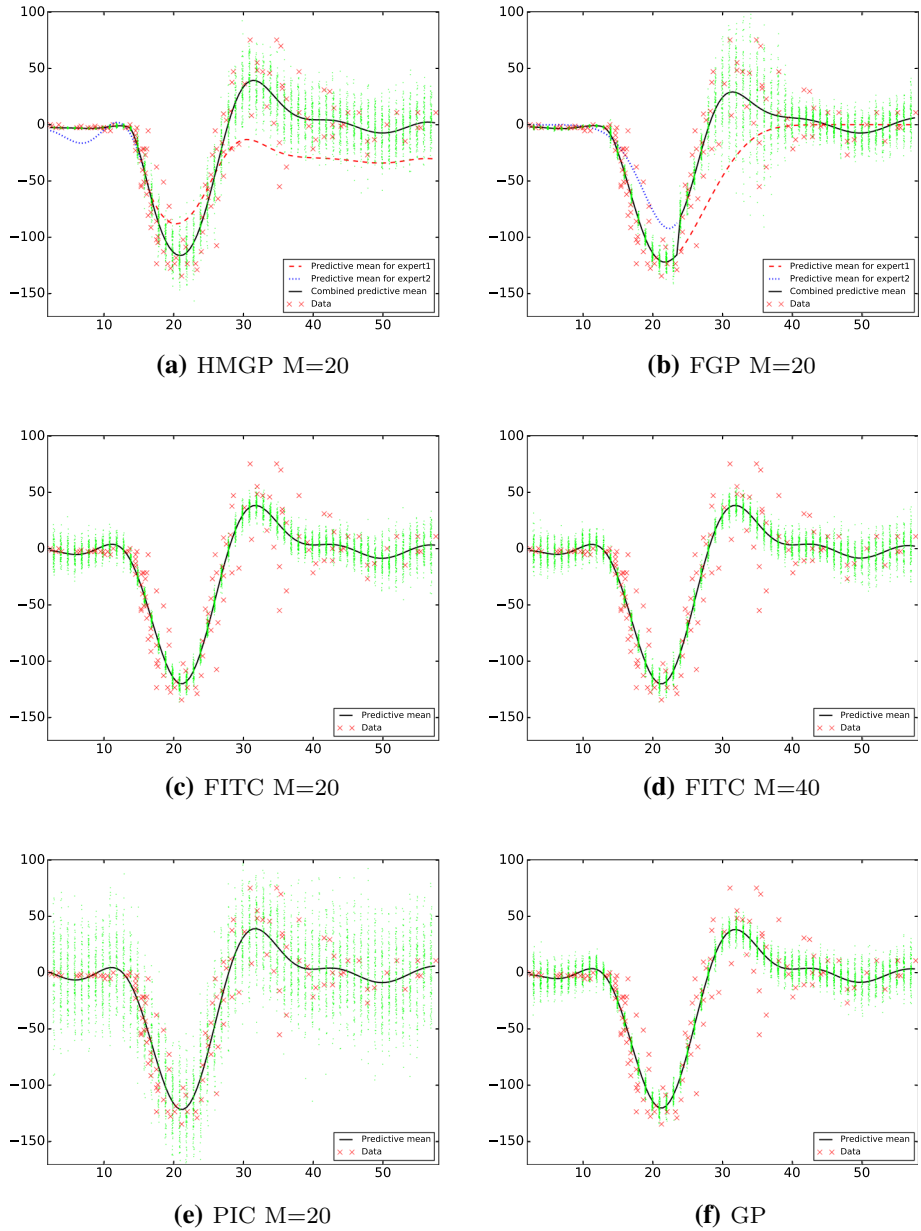 100
50
0
−50
−100
−150
10 20 30 40 50
Predictive mean for expert1
Predictive mean for expert2
Combined predictive mean
Data
(a) HMGP M=20
100
50
0
−50
−100
−150
10 20 30 40 50
Predictive mean for expert1
Predictive mean for expert2
Combined predictive mean
Data
(b) FGP M=20
100
50
0
−50
−100
−150
10 20 30 40 50
Predictive mean
Data
(c) FITC M=20
100
50
0
−50
−100
−150
10 20 30 40 50
Predictive mean
Data
(d) FITC M=40
100
50
0
−50
−100
−150
10 20 30 40 50
Predictive mean
Data
(e) PIC M=20
100
50
0
−50
−100
−150
10 20 30 40 50
Predictive mean
Data
(f) GP